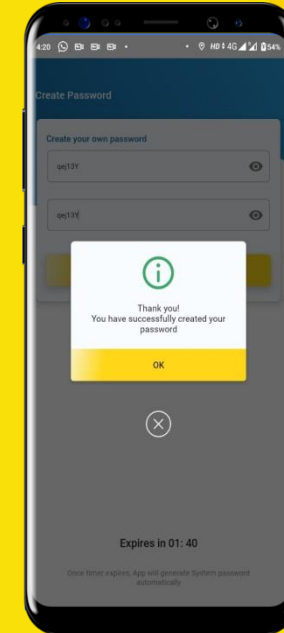 4:20 HD 4G 54%
Create Password
Create your own password
qej13Y
qej13Y
Thank you!
You have successfully created your
password
OK
Expires in 01: 40
Once timer expires, App will generate System password
automatically